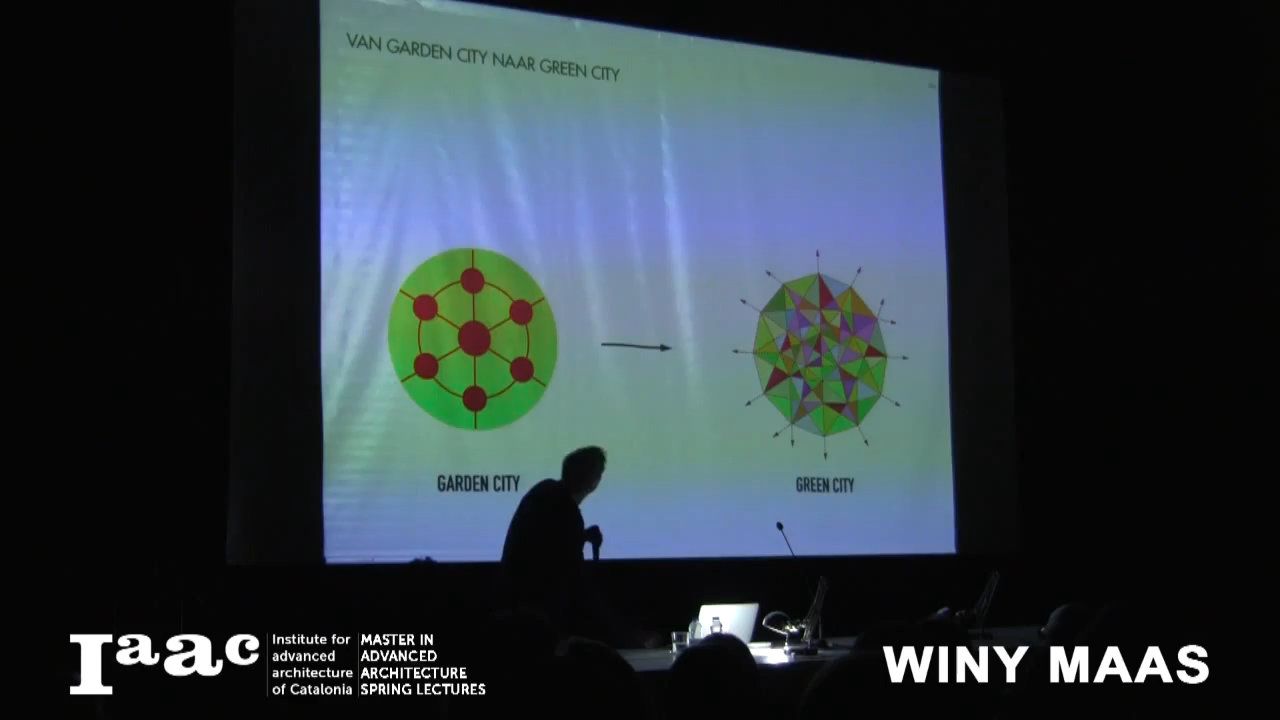 VAN GARDEN CITY NAAR GREEN CITY
GARDEN CITY
GREEN CITY
Iaac
Institute for
advanced
architecture
of Catalonia
MASTER IN
ADVANCED
ARCHITECTURE
SPRING LECTURES
WINY MAAS